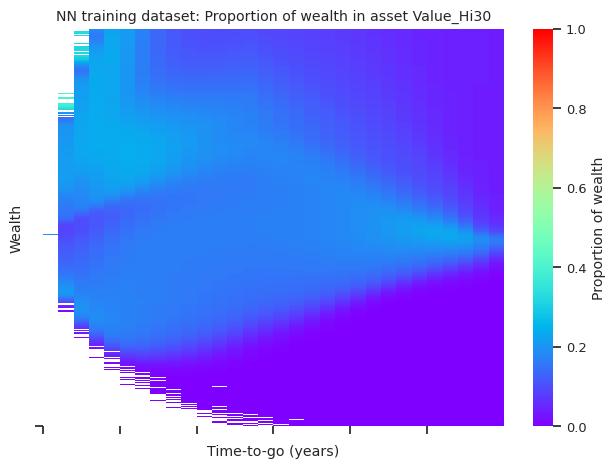 NN training dataset: Proportion of wealth in asset Value_Hi30
Wealth
Time-to-go (years)
1.0
0.8
0.6
0.4
0.2
0.0
Proportion of wealth